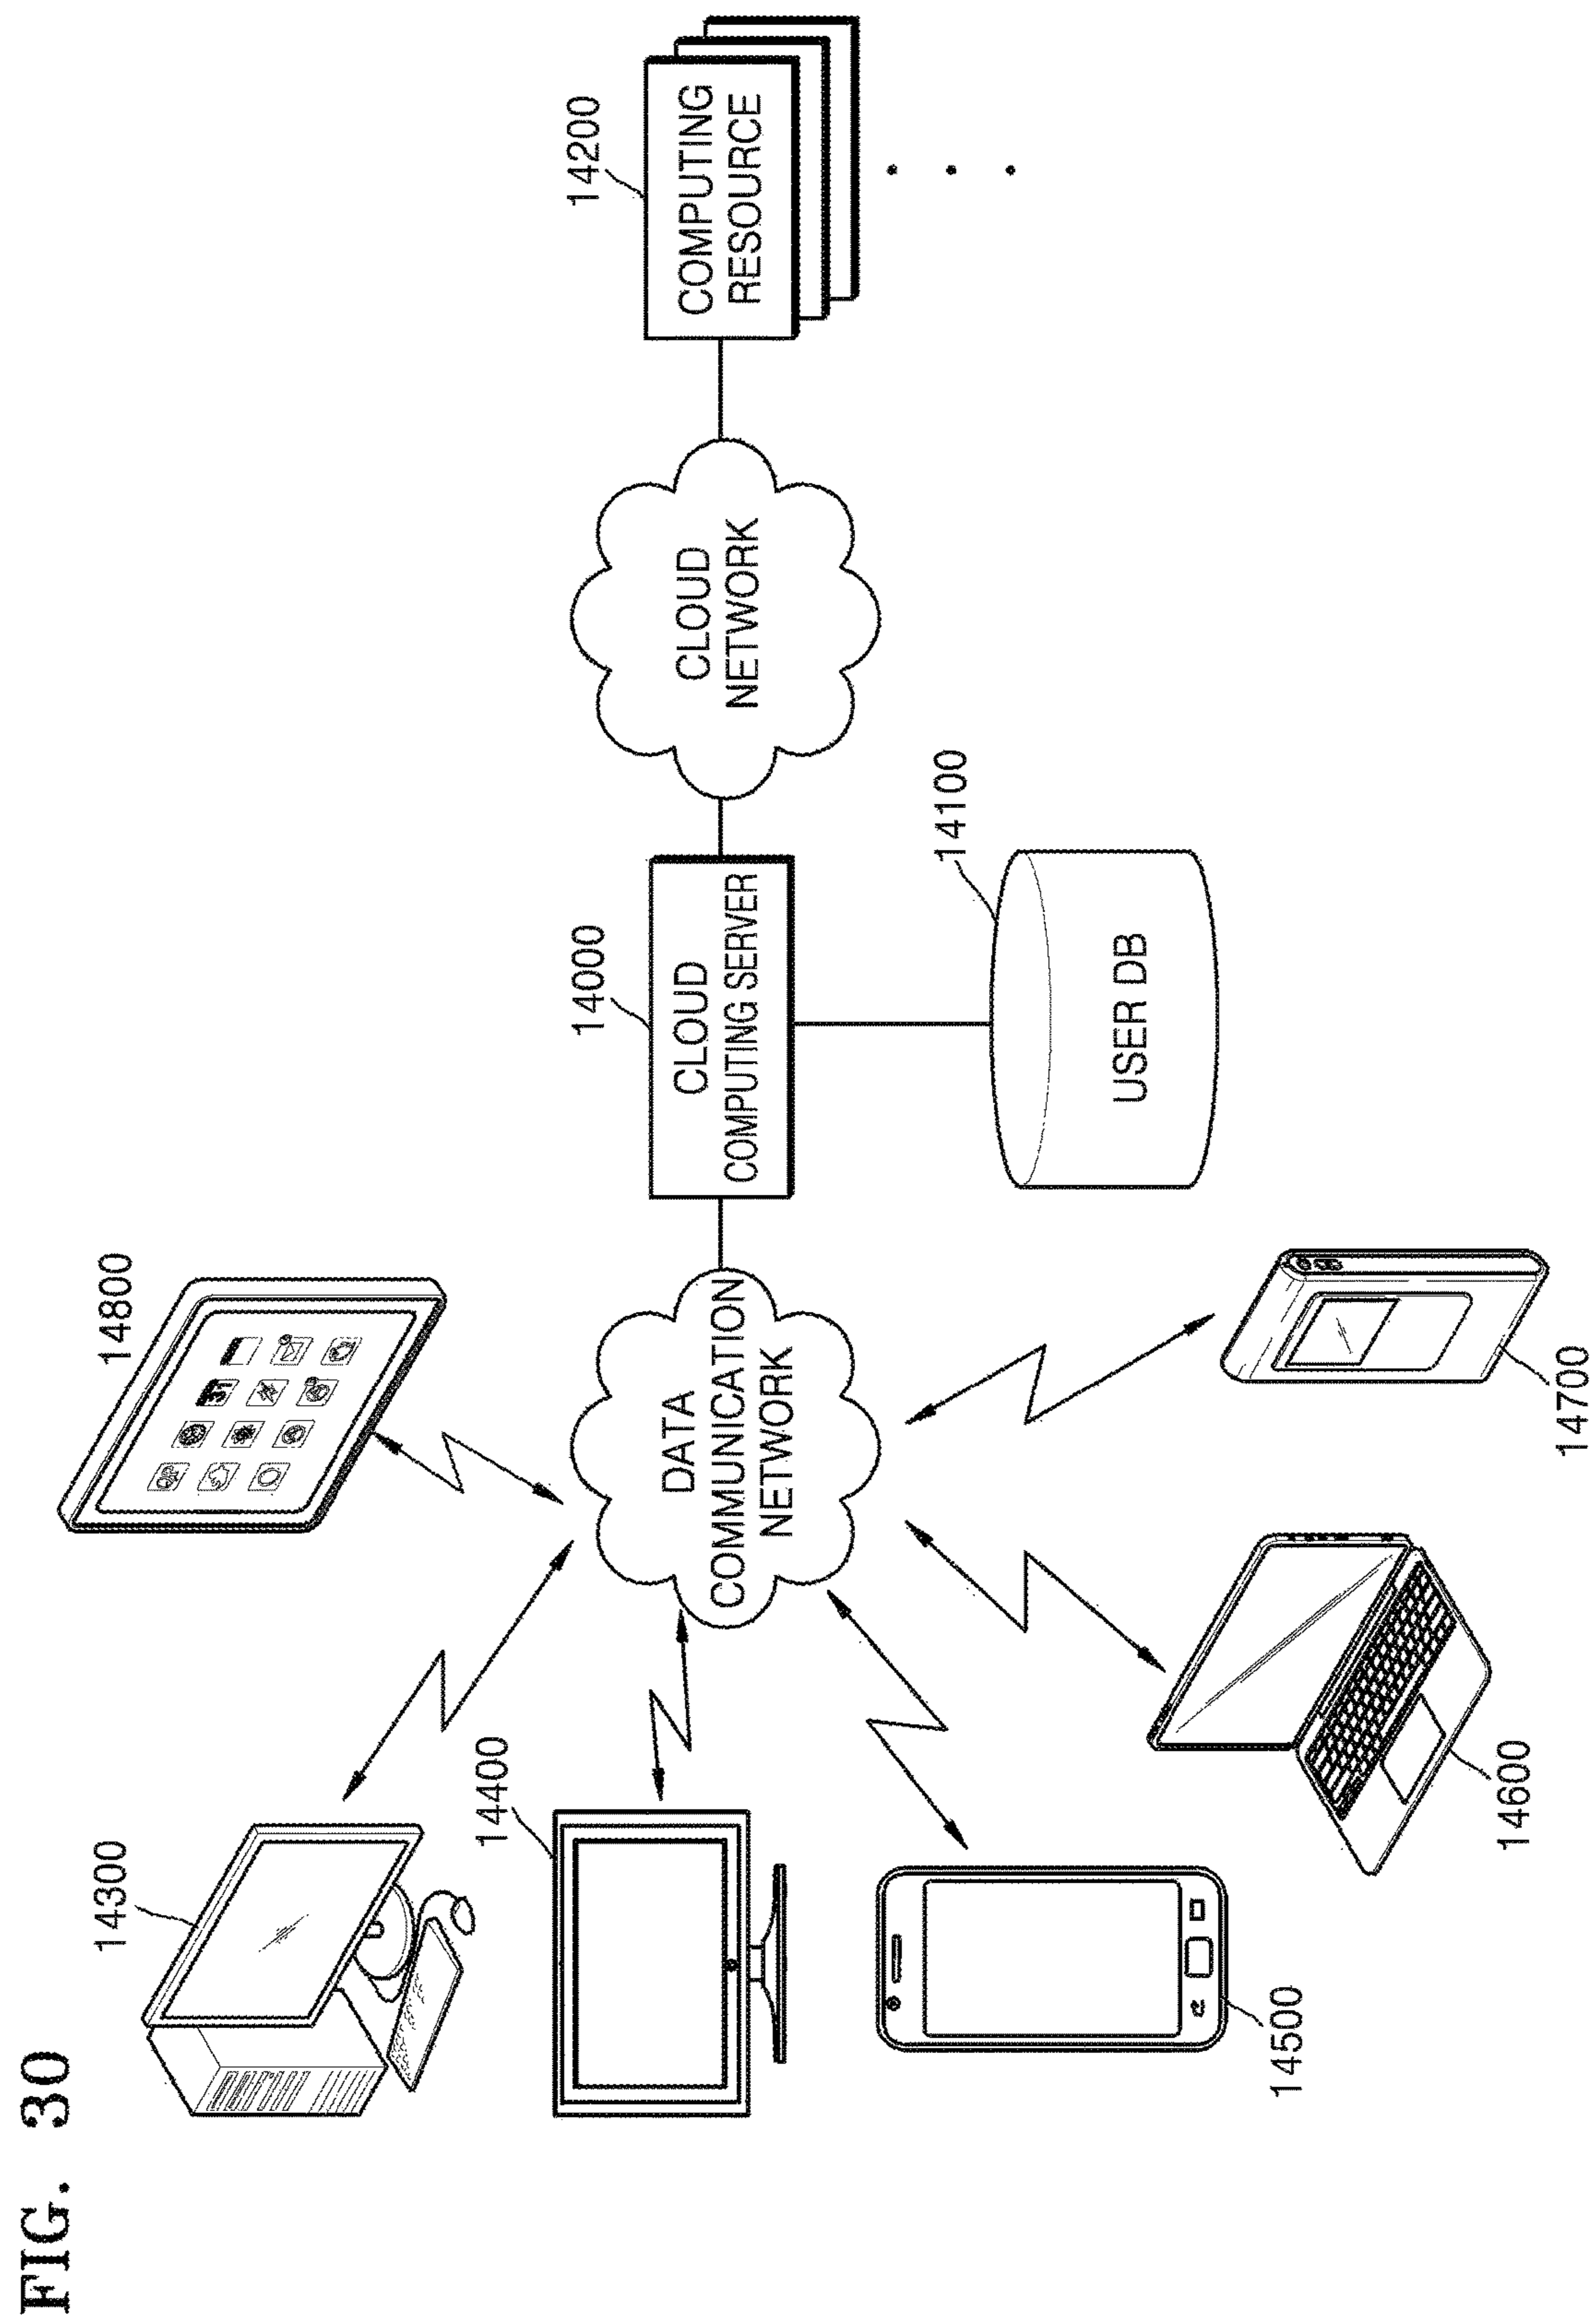 FIG. 30
14300
14800
14400
14000
14200
DATA
COMMUNICATION
NETWORK
CLOUD
COMPUTING SERVER
CLOUD
NETWORK
COMPUTING
RESOURCE
14100
USER DB
14500
14600
14700
31